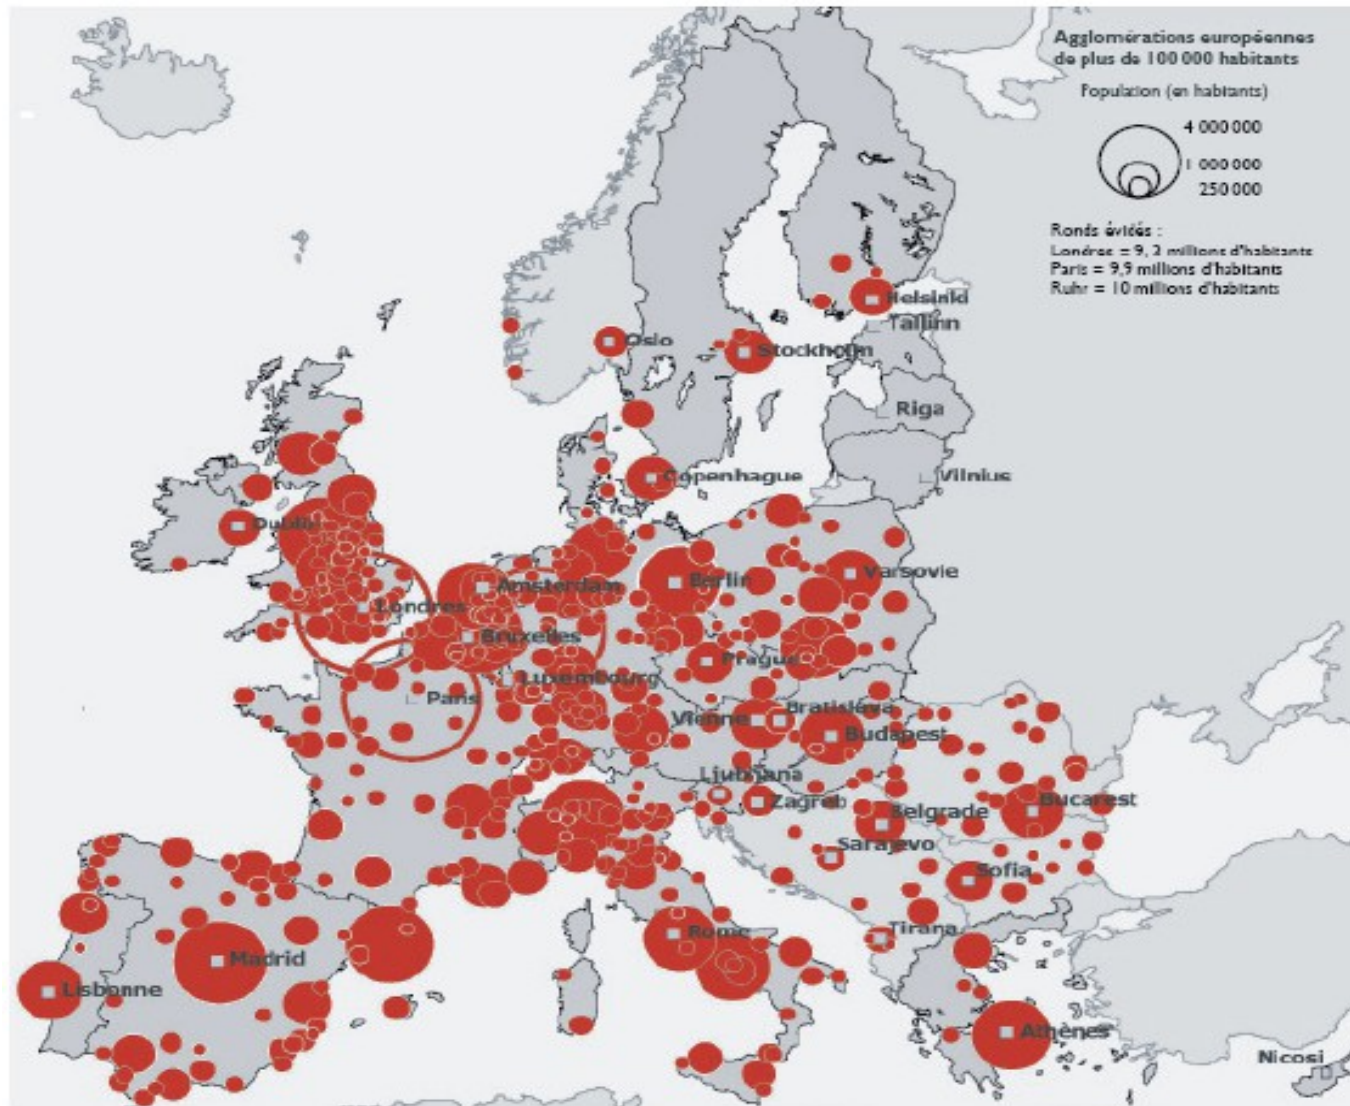 Agglomérations européennes
de plus de 100 000 habitants
Population (en habitants)
4 000 000
1 000 000
250 000
Ronds évidés :
Londres = 9, 3 millions d'habitants
Paris = 9,9 millions d'habitants
Ruhr = 10 millions d'habitants
Helsinki
Tallinn
Oslo
Stockholm
Riga
Copenhague
Vilnius
Dublin
Amsterdam
Berlin
Varsovie
Londres
Bruxelles
Prague
Luxembourg
Paris
Bratislava
Vienne
Budapest
Ljubljana
Zagreb
Bucarest
Belgrade
Sarajevo
Sofia
Tirana
Rome
Madrid
Lisbonne
Athènes
Nicosi